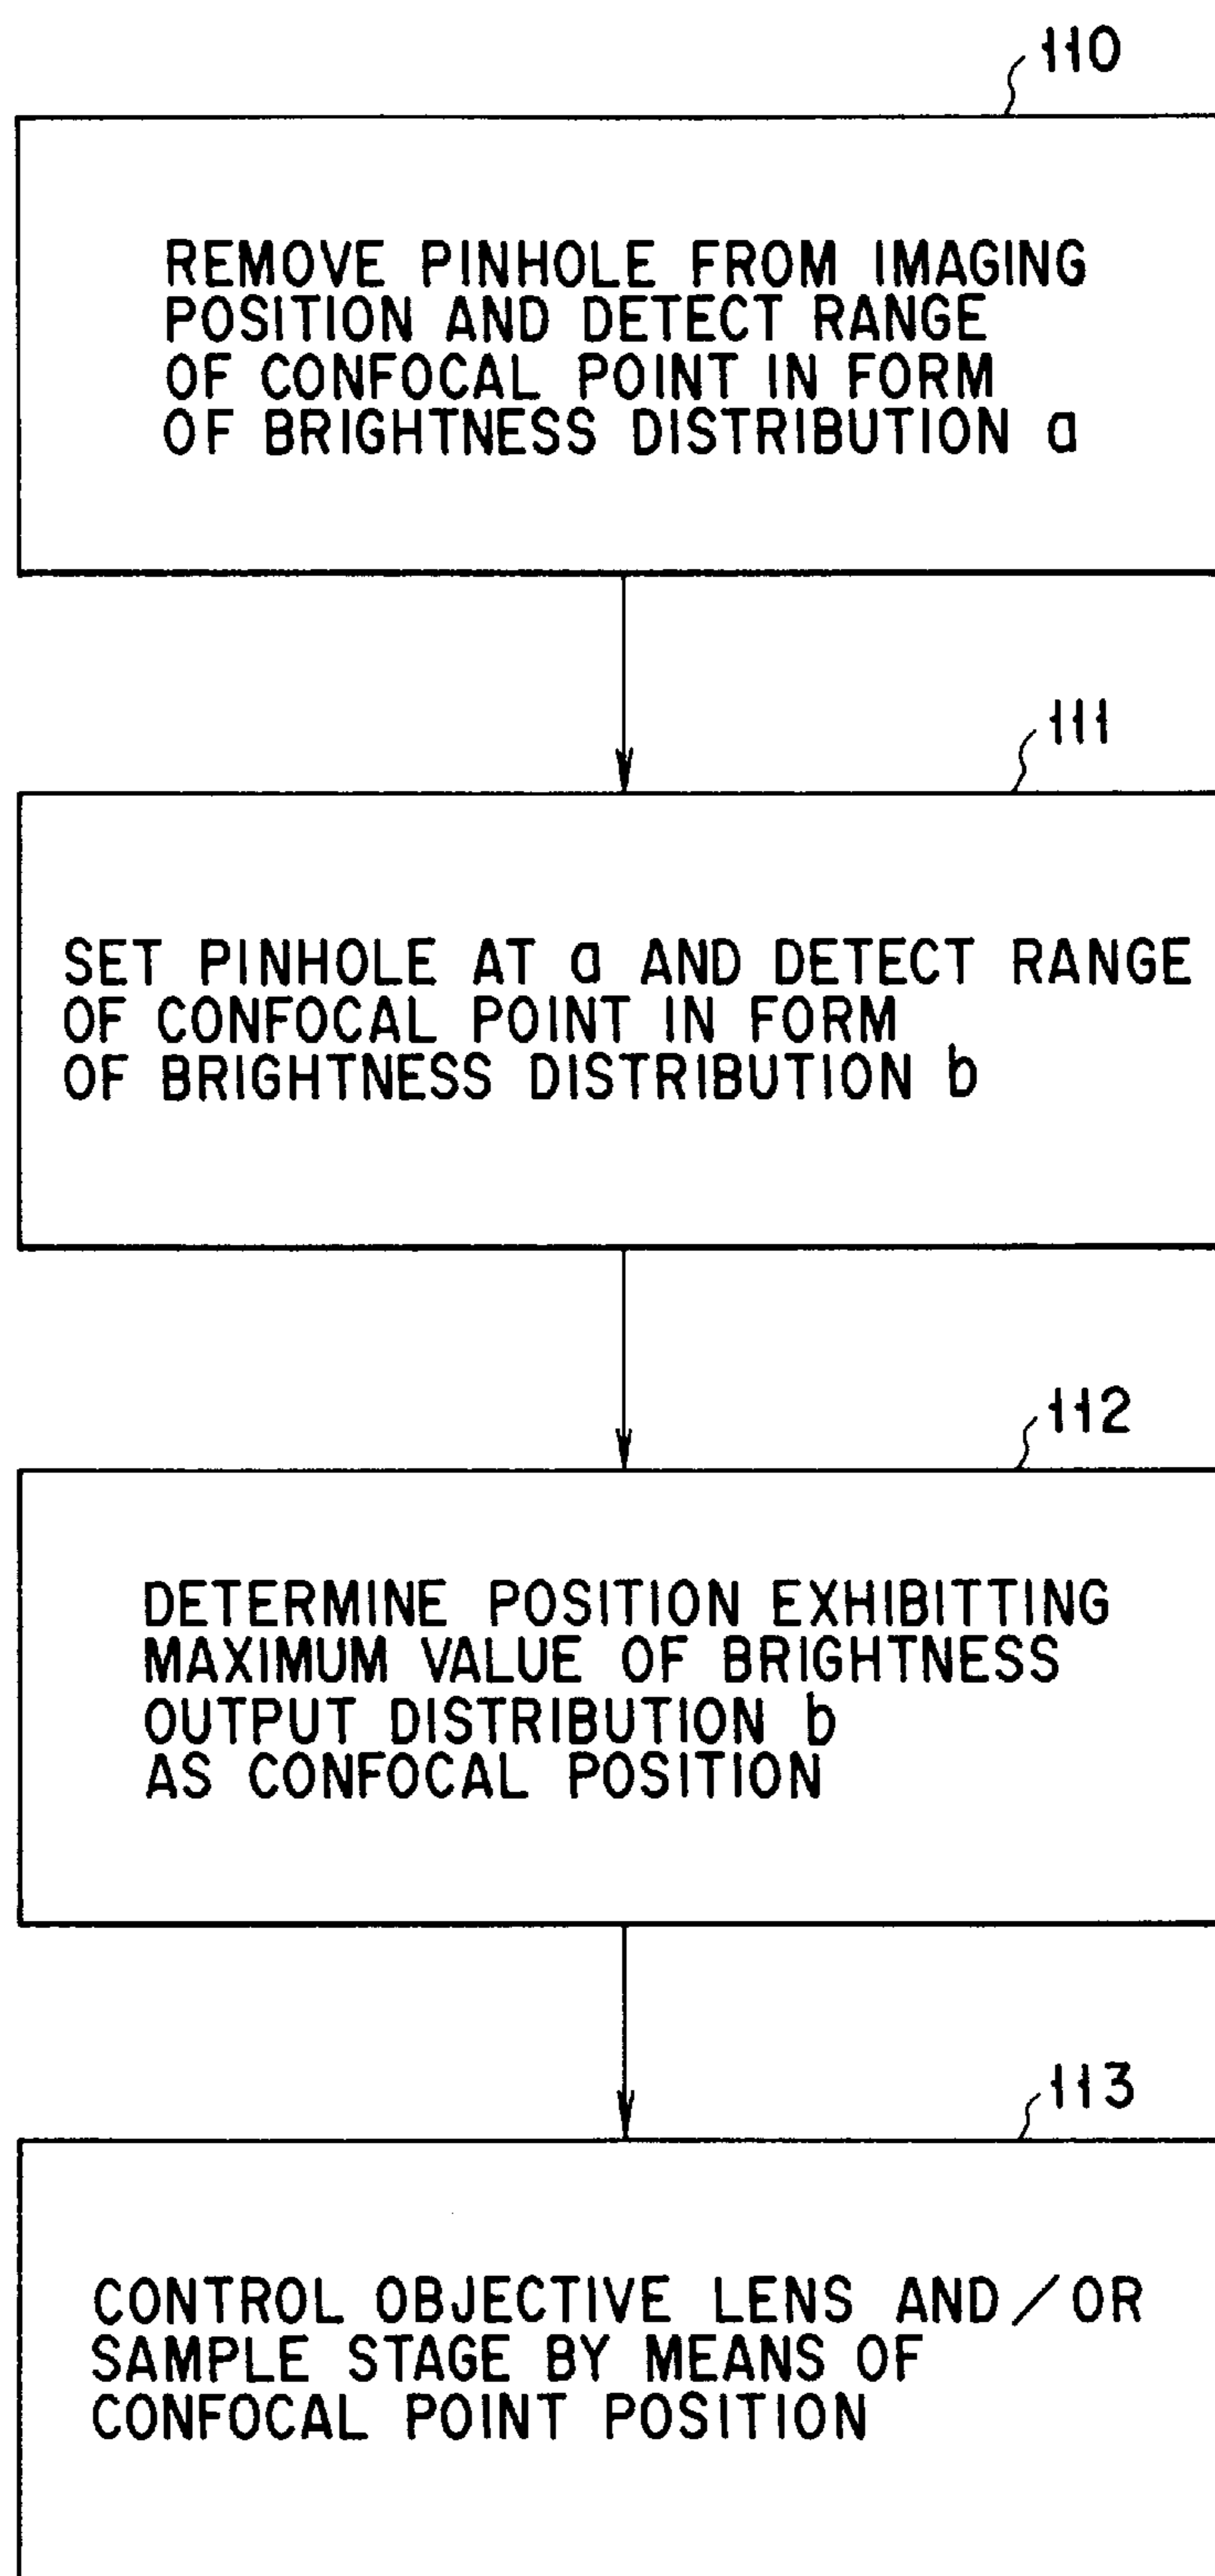 110
REMOVE PINHOLE FROM IMAGING
POSITION AND DETECT RANGE
OF CONFOCAL POINT IN FORM
OF BRIGHTNESS DISTRIBUTION a
111
SET PINHOLE AT a AND DETECT RANGE
OF CONFOCAL POINT IN FORM
OF BRIGHTNESS DISTRIBUTION b
112
DETERMINE POSITION EXHIBITTING
MAXIMUM VALUE OF BRIGHTNESS
OUTPUT DISTRIBUTION b
AS CONFOCAL POSITION
113
CONTROL OBJECTIVE LENS AND/OR
SAMPLE STAGE BY MEANS OF
CONFOCAL POINT POSITION